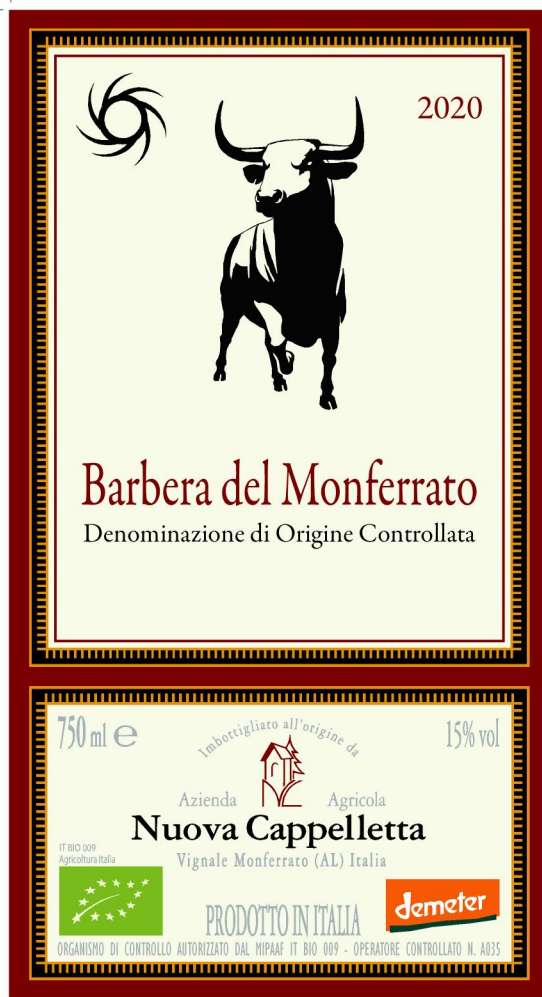 2020
Barbera del Monferrato
Denominazione di Origine Controllata
750 ml e
Imbottigliato all'origine da
15% vol
Azienda Agricola
Nuova Cappelletta
Vignale Monferrato (AL) Italia
IT BIO 009
Agricoltura Italia
PRODOTTO IN ITALIA
demeter
ORGANISMO DI CONTROLLO AUTORIZZATO DAL MIPAAF IT BIO 009 - OPERATORE CONTROLLATO N. A035